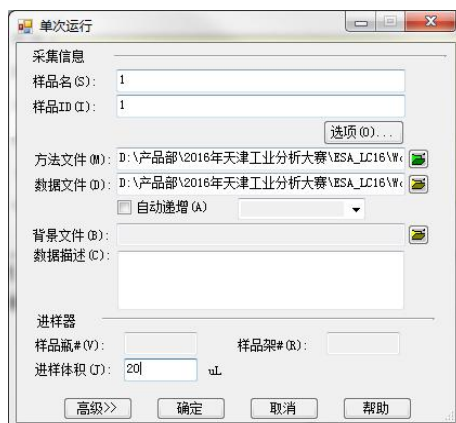 单次运行
采集信息
样品名(S): 1
样品ID(I): 1
选项(O)...
方法文件(M): D:\产品部\2016年天津工业分析大赛\ESA_LC16\Wo
数据文件(D): D:\产品部\2016年天津工业分析大赛\ESA_LC16\Wo
自动递增(A)
背景文件(B):
数据描述(C):
进样器
样品瓶#(V): 样品架#(R):
进样体积(J): 20 uL
高级>> 确定 取消 帮助